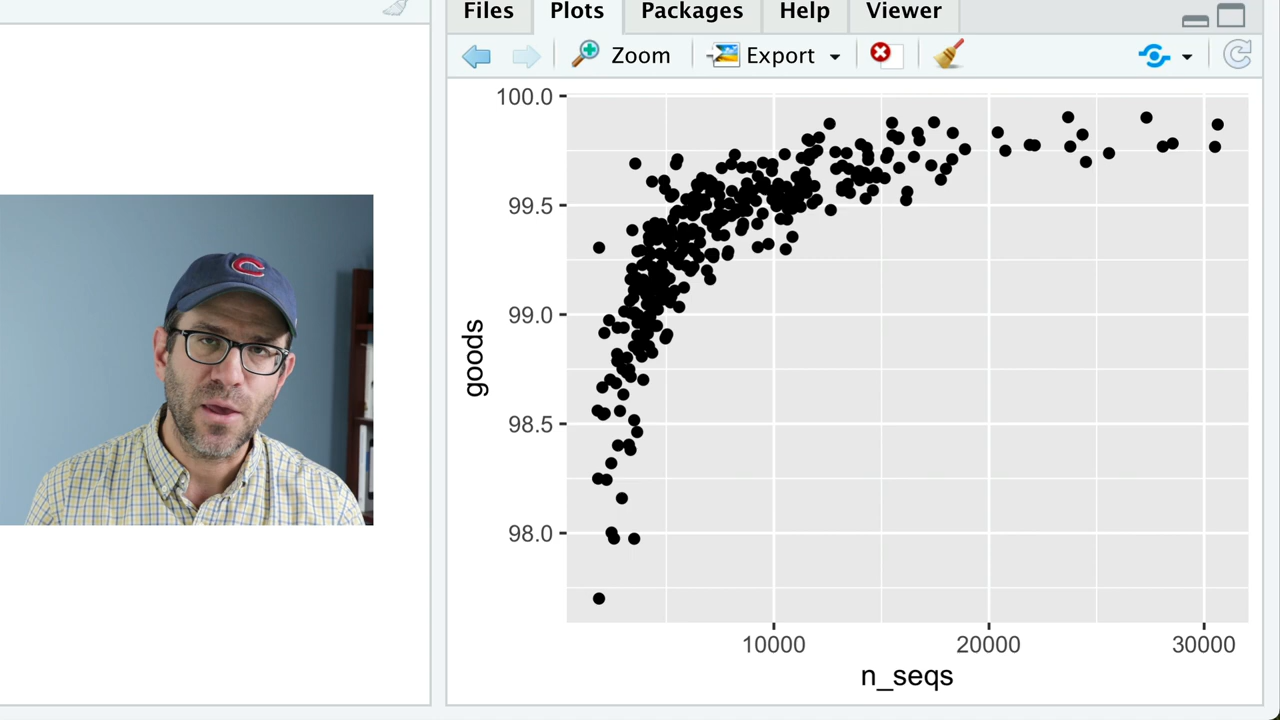 Files Plots Packages Help Viewer
Zoom Export
100.0
99.5
99.0
98.5
98.0
goods
10000 20000 30000
n_seqs
C